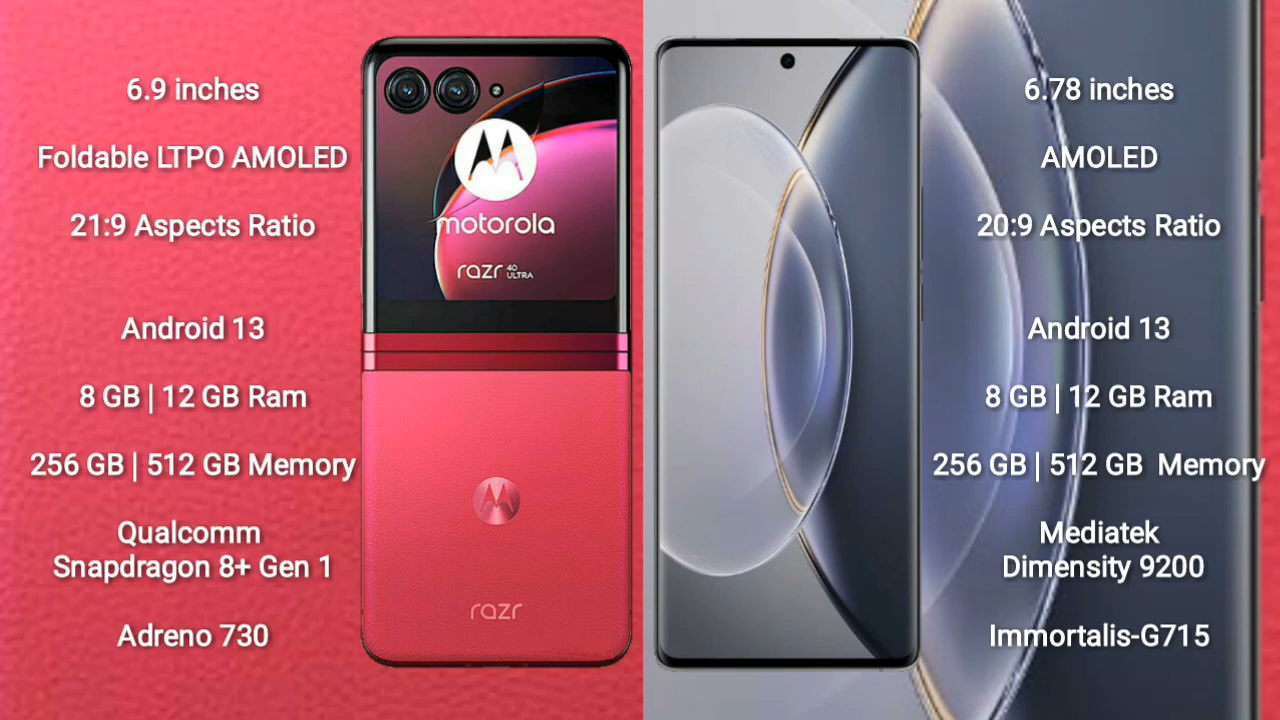 6.9 inches
Foldable LTPO AMOLED
21:9 Aspects Ratio
Android 13
8 GB | 12 GB Ram
256 GB | 512 GB Memory
Qualcomm
Snapdragon 8+ Gen 1
Adreno 730
motorola
razr 40 ULTRA
razr
6.78 inches
AMOLED
20:9 Aspects Ratio
Android 13
8 GB | 12 GB Ram
256 GB | 512 GB Memory
Mediatek
Dimensity 9200
Immortalis-G715